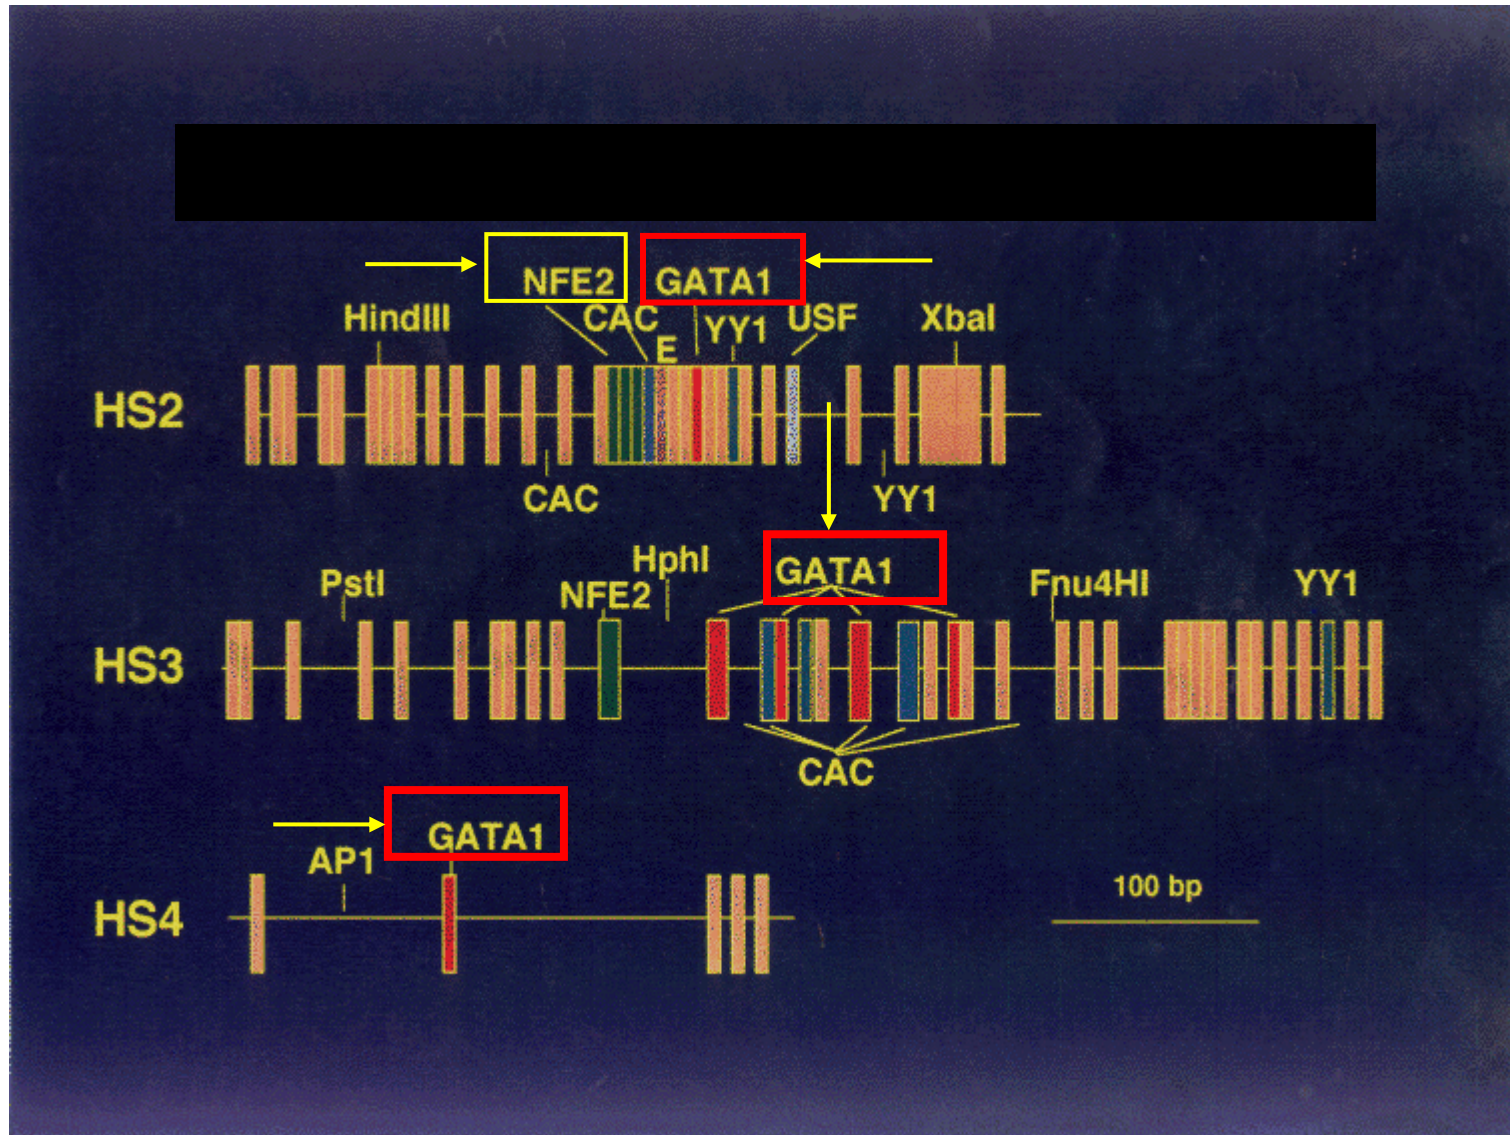 NFE2 GATA1
HindIII CAC YY1 USF XbaI
E
HS2
CAC YY1
HphI GATA1
PstI NFE2 Fnu4HI YY1
HS3
CAC
GATA1
AP1 100 bp
HS4